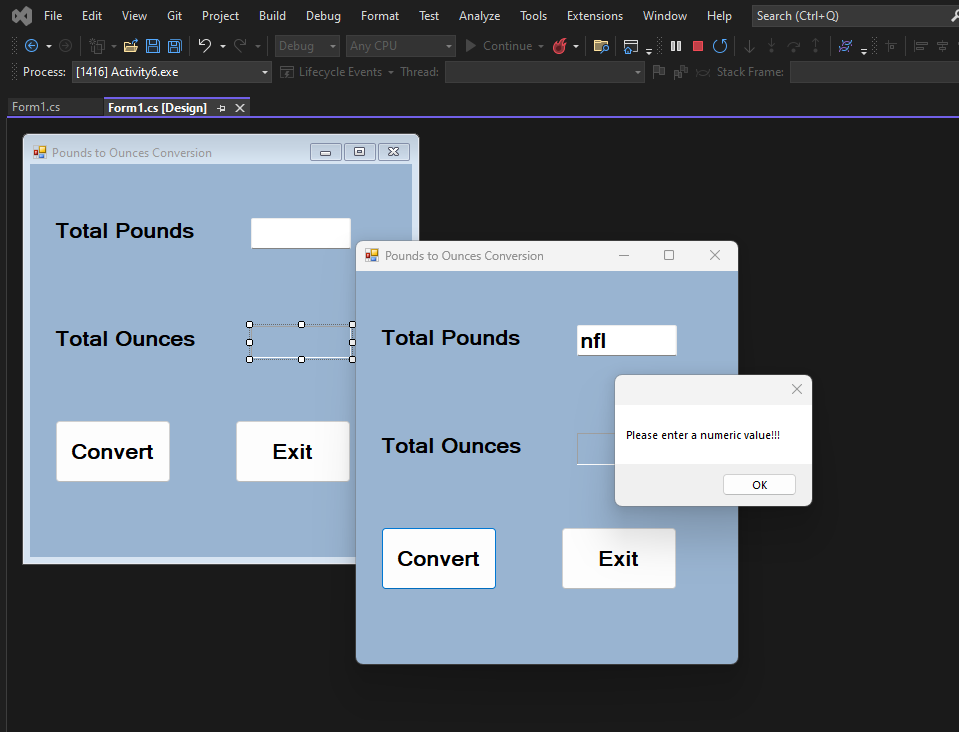 File Edit View Git Project Build Debug Format Test Analyze Tools Extensions Window Help Search (Ctrl+Q)
Debug Any CPU Continue
Process: [1416] Activity6.exe Lifecycle Events Thread: Stack Frame:
Form1.cs Form1.cs [Design]
Pounds to Ounces Conversion
Total Pounds
Total Ounces
Convert Exit
Pounds to Ounces Conversion
Total Pounds nfl
Total Ounces
Convert Exit
Please enter a numeric value!!!
OK